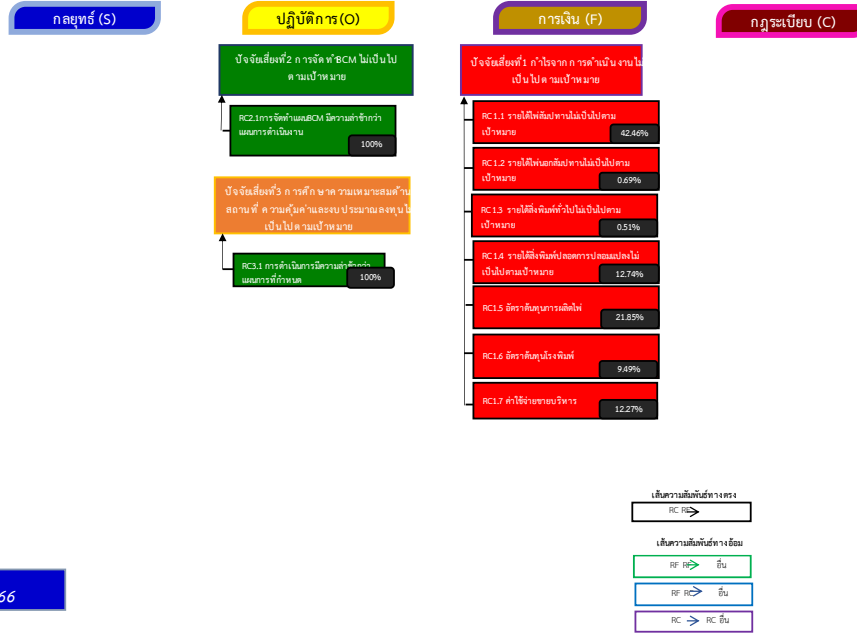 กลยุทธ์ (S)
ปฏิบัติการ(O)
การเงิน (F)
กฎระเบียบ (C)
ปัจจัยเสี่ยงที่2 การจัดทำBCM ไม่เป็นไป
ตามเป้าหมาย
RC2.1การจัดทำแผนBCM มีความล่าช้ากว่า
แผนการดำเนินงาน
100%
ปัจจัยเสี่ยงที่3 การศึกษาความเหมาะสมด้าน
สถานที่ ความคุ้มค่าและงบประมาณลงทุนไม่
เป็นไปตามเป้าหมาย
RC3.1 การดำเนินการมีความล่าช้ากว่า
แผนการที่กำหนด
100%
ปัจจัยเสี่ยงที่1 กำไรจากการดำเนินงานไม่
เป็นไปตามเป้าหมาย
RC1.1 รายได้ไพ่สัมปทานไม่เป็นไปตาม
เป้าหมาย
42.46%
RC1.2 รายได้ไพ่นอกสัมปทานไม่เป็นไปตาม
เป้าหมาย
0.69%
RC1.3 รายได้สิ่งพิมพ์ทั่วไปไม่เป็นไปตาม
เป้าหมาย
0.51%
RC1.4 รายได้สิ่งพิมพ์ปลอดการปลอมแปลงไม่
เป็นไปตามเป้าหมาย
12.74%
RC1.5 อัตราต้นทุนการผลิตไพ่
21.85%
RC1.6 อัตราต้นทุนโรงพิมพ์
9.49%
RC1.7 ค่าใช้จ่ายขายบริหาร
12.27%
เส้นความสัมพันธ์ทางตรง
RC RF
เส้นความสัมพันธ์ทางอ้อม
RF RF อื่น
RF RC อื่น
RC RC อื่น
66